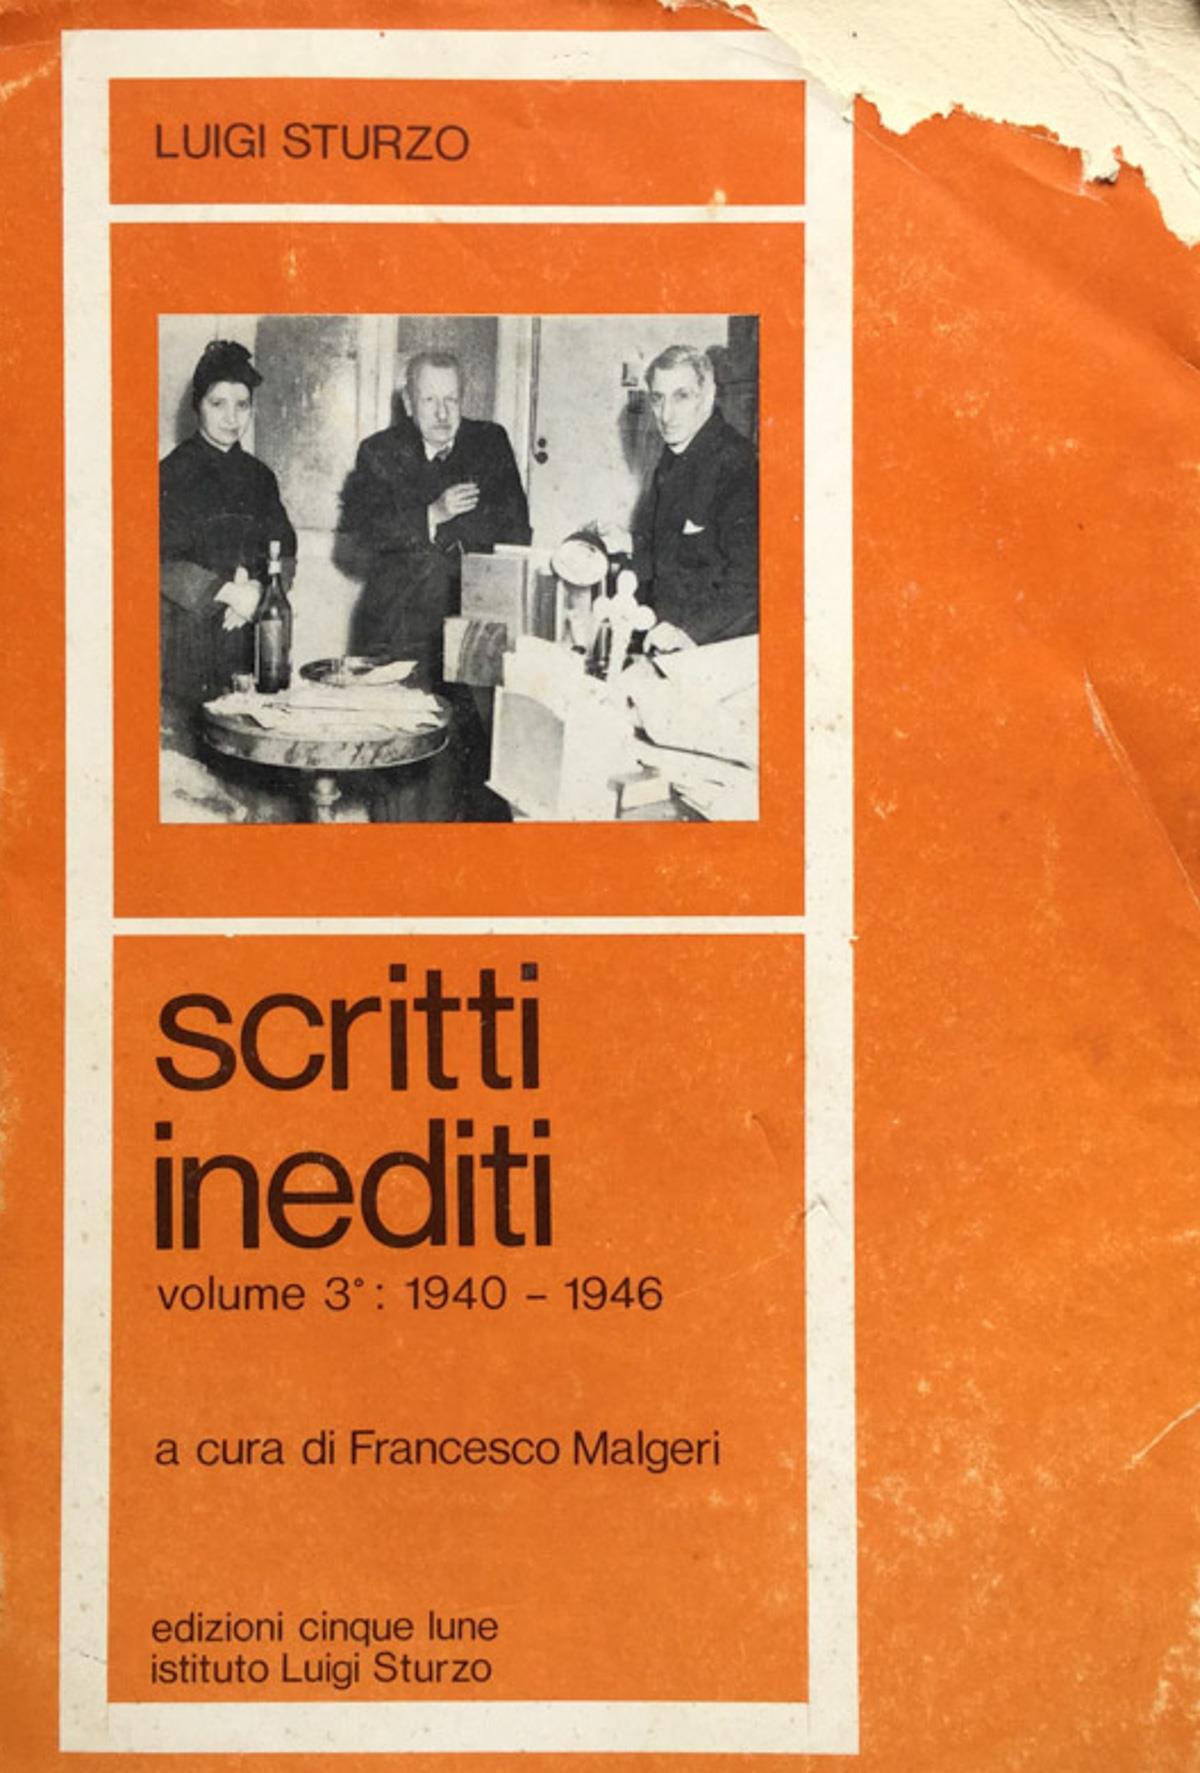 LUIGI STURZO
scritti
inediti
volume 3°: 1940 – 1946
a cura di Francesco Malgeri
edizioni cinque lune
istituto Luigi Sturzo